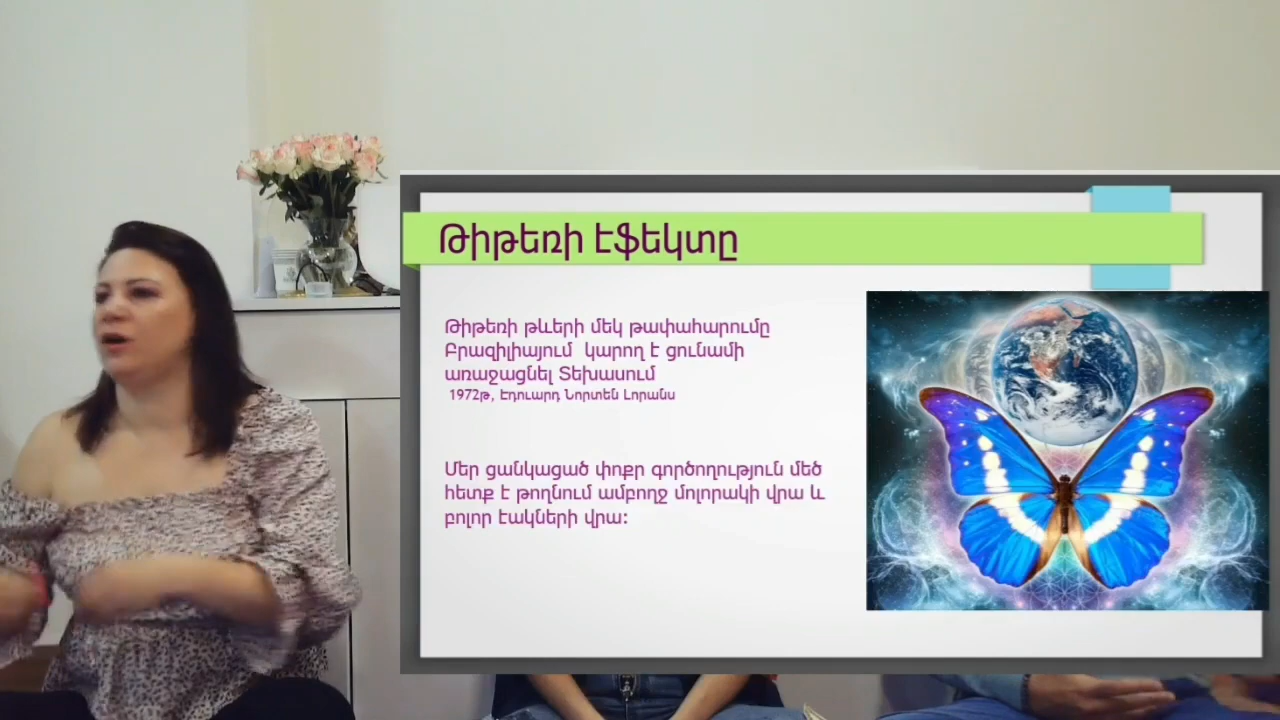 Թիթեռի էֆեկտը
Թիթեռի թևերի մեկ թափահարումը
Բրազիլիայում կարող է ցունամի
առաջացնել Տեխասում
1972թ, Էդուարդ Նորտեն Լորանս
Մեր ցանկացած փոքր գործողություն մեծ
հետք է թողնում ամբողջ մոլորակի վրա և
բոլոր էակների վրա: